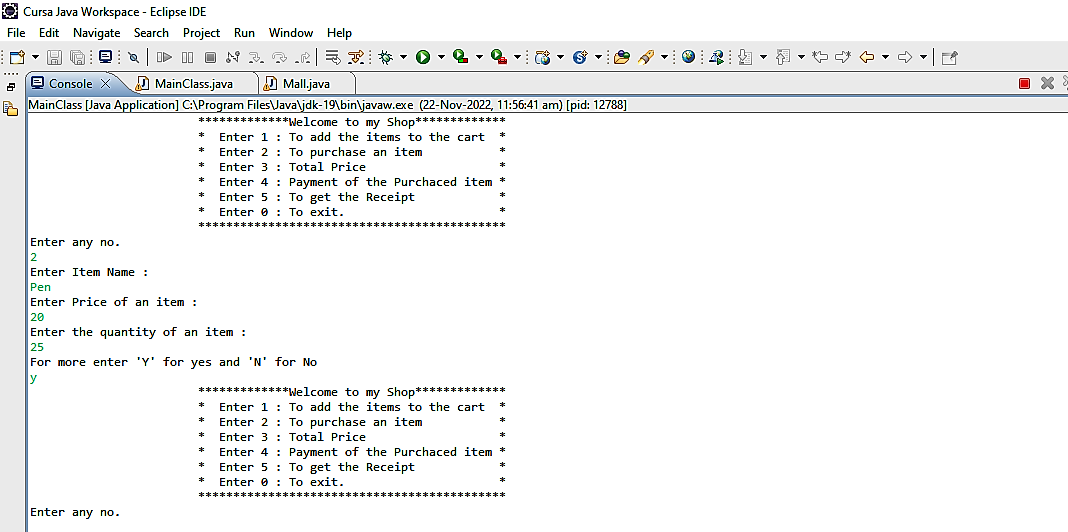 Cursa Java Workspace - Eclipse IDE
File Edit Navigate Search Project Run Window Help
Console MainClass.java Mall.java
MainClass [Java Application] C:\Program Files\Java\jdk-19\bin\javaw.exe (22-Nov-2022, 11:56:41 am) [pid: 12788]
*************Welcome to my Shop*************
*  Enter 1 : To add the items to the cart  *
*  Enter 2 : To purchase an item           *
*  Enter 3 : Total Price                   *
*  Enter 4 : Payment of the Purchaced item *
*  Enter 5 : To get the Receipt            *
*  Enter 0 : To exit.                      *
********************************************
Enter any no.
2
Enter Item Name :
Pen
Enter Price of an item :
20
Enter the quantity of an item :
25
For more enter 'Y' for yes and 'N' for No
y
*************Welcome to my Shop*************
*  Enter 1 : To add the items to the cart  *
*  Enter 2 : To purchase an item           *
*  Enter 3 : Total Price                   *
*  Enter 4 : Payment of the Purchaced item *
*  Enter 5 : To get the Receipt            *
*  Enter 0 : To exit.                      *
********************************************
Enter any no.